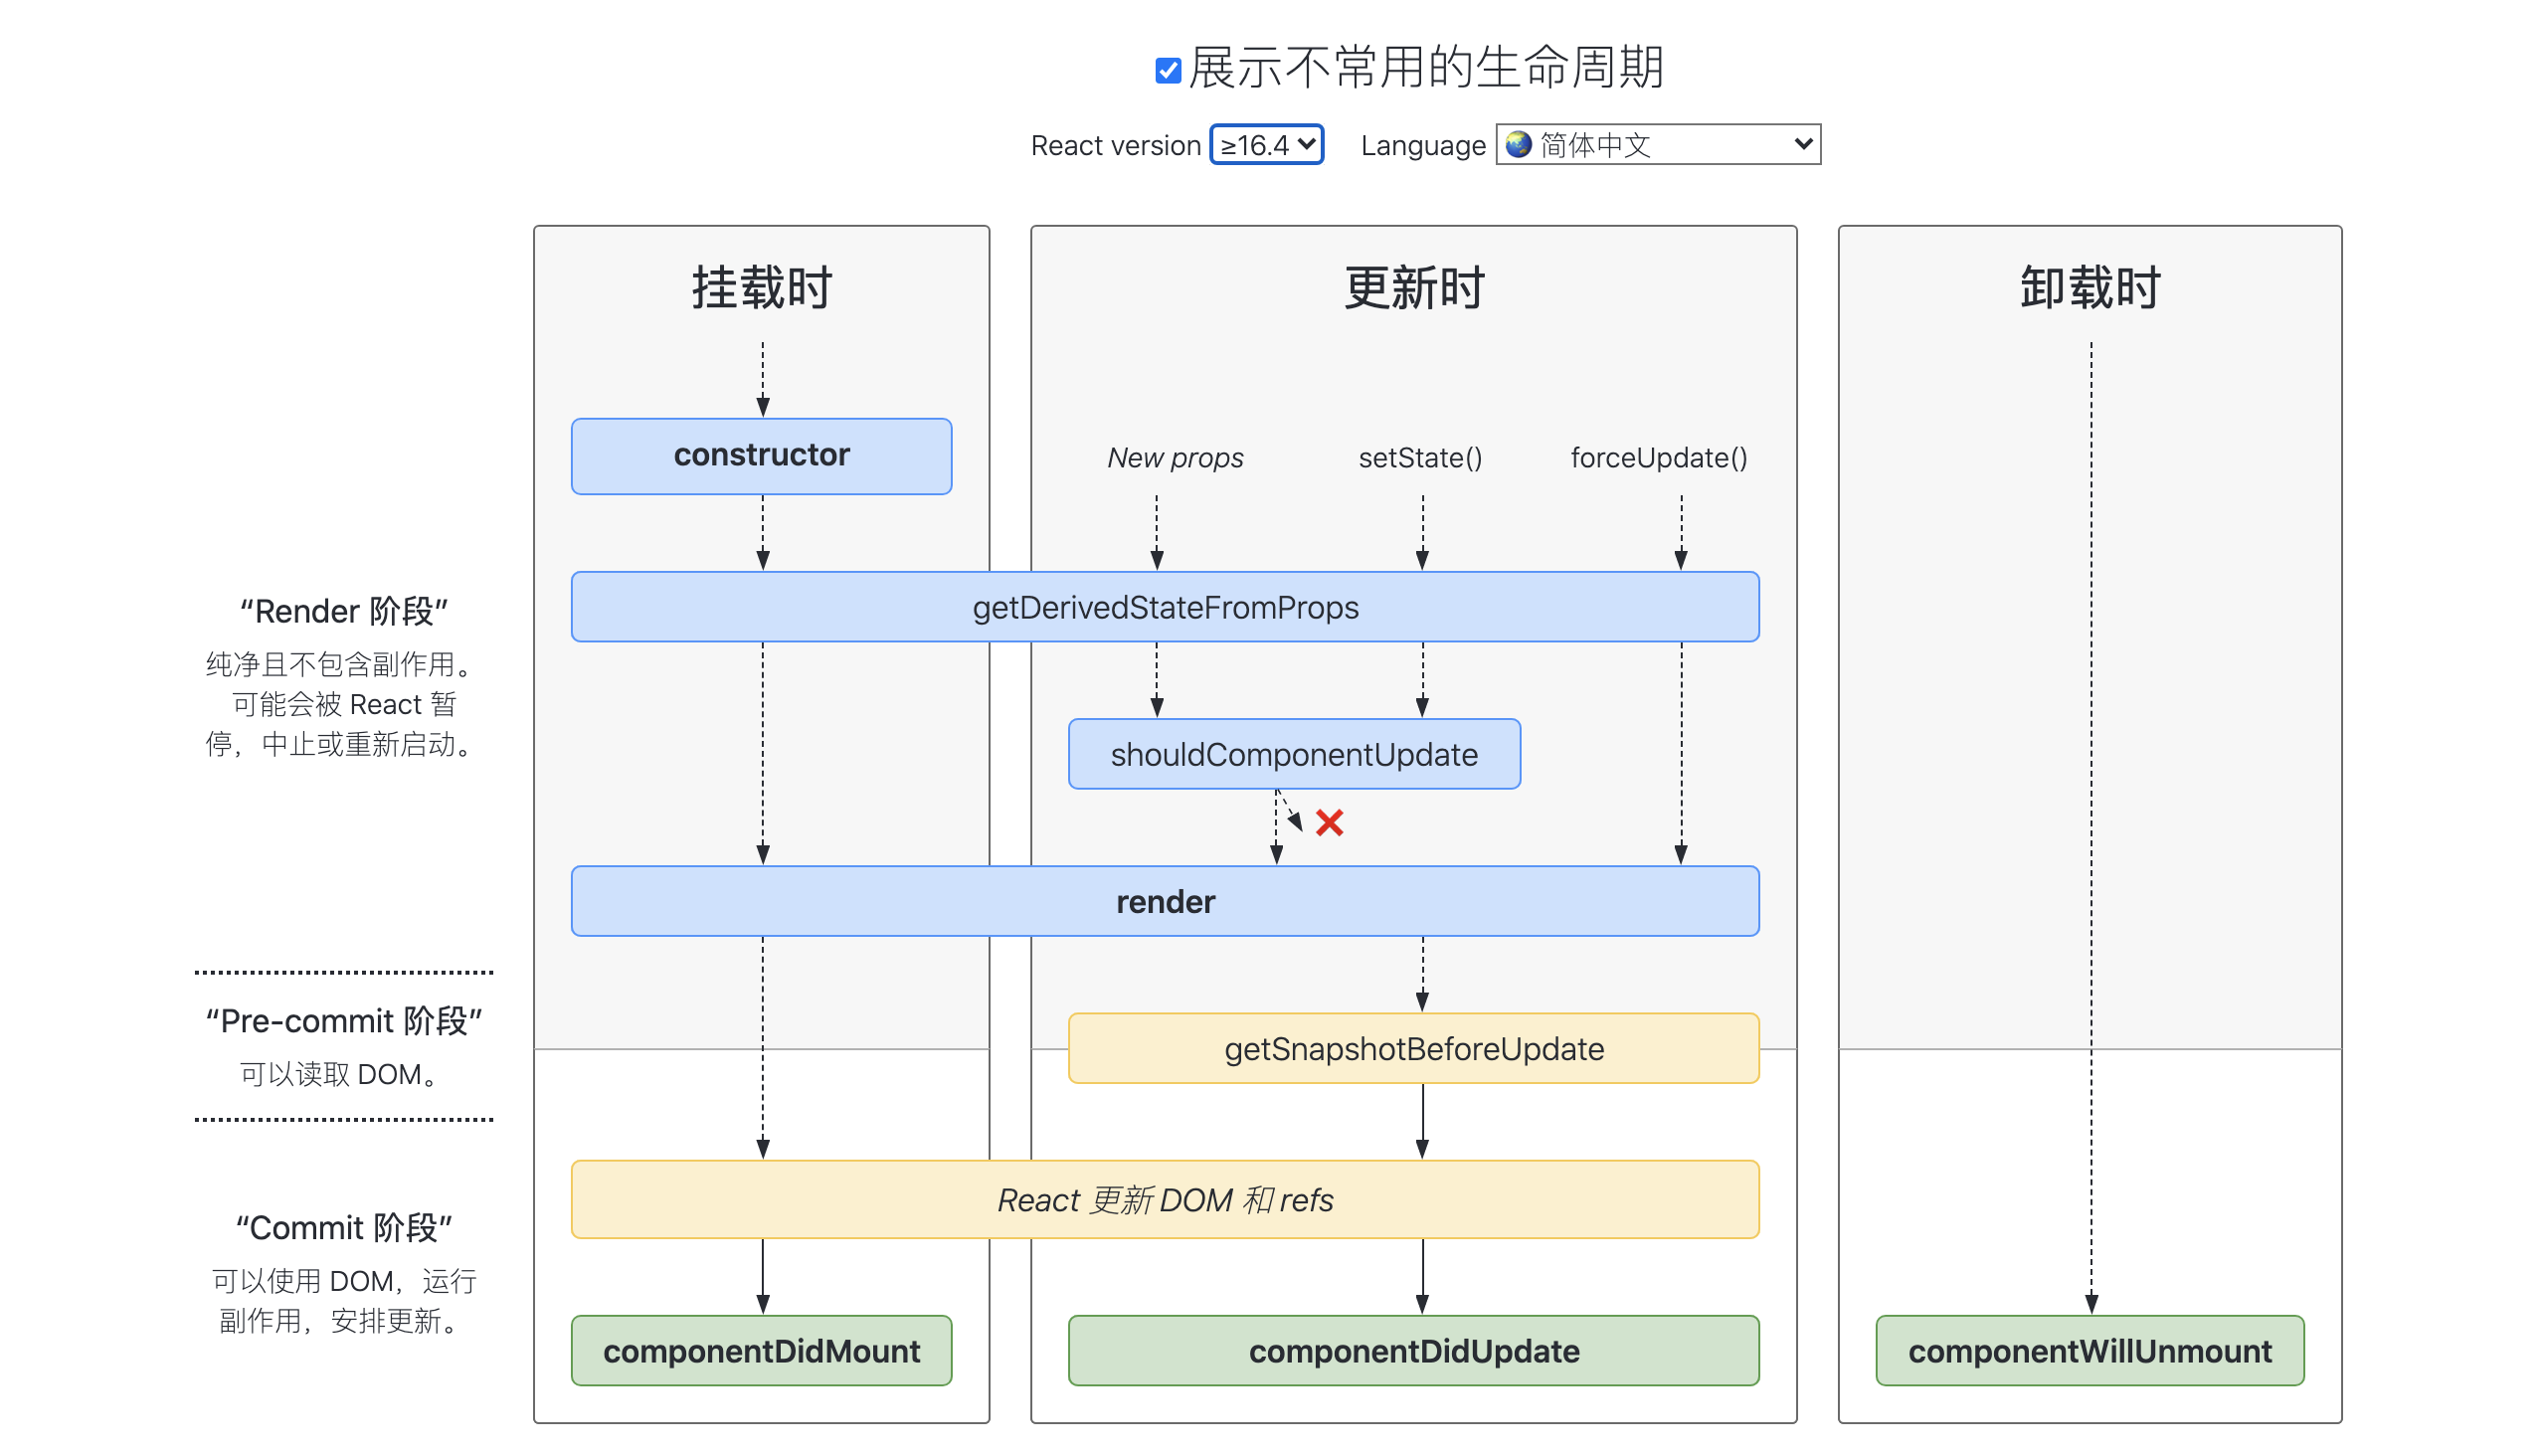 展示不常用的生命周期
React version ≥16.4 Language 简体中文
挂载时 更新时 卸载时
constructor
New props setState() forceUpdate()
getDerivedStateFromProps
“Render 阶段”
纯净且不包含副作用。
可能会被 React 暂
停，中止或重新启动。
shouldComponentUpdate
render
“Pre-commit 阶段”
可以读取 DOM。
getSnapshotBeforeUpdate
React 更新 DOM 和 refs
“Commit 阶段”
可以使用 DOM，运行
副作用，安排更新。
componentDidMount componentDidUpdate componentWillUnmount